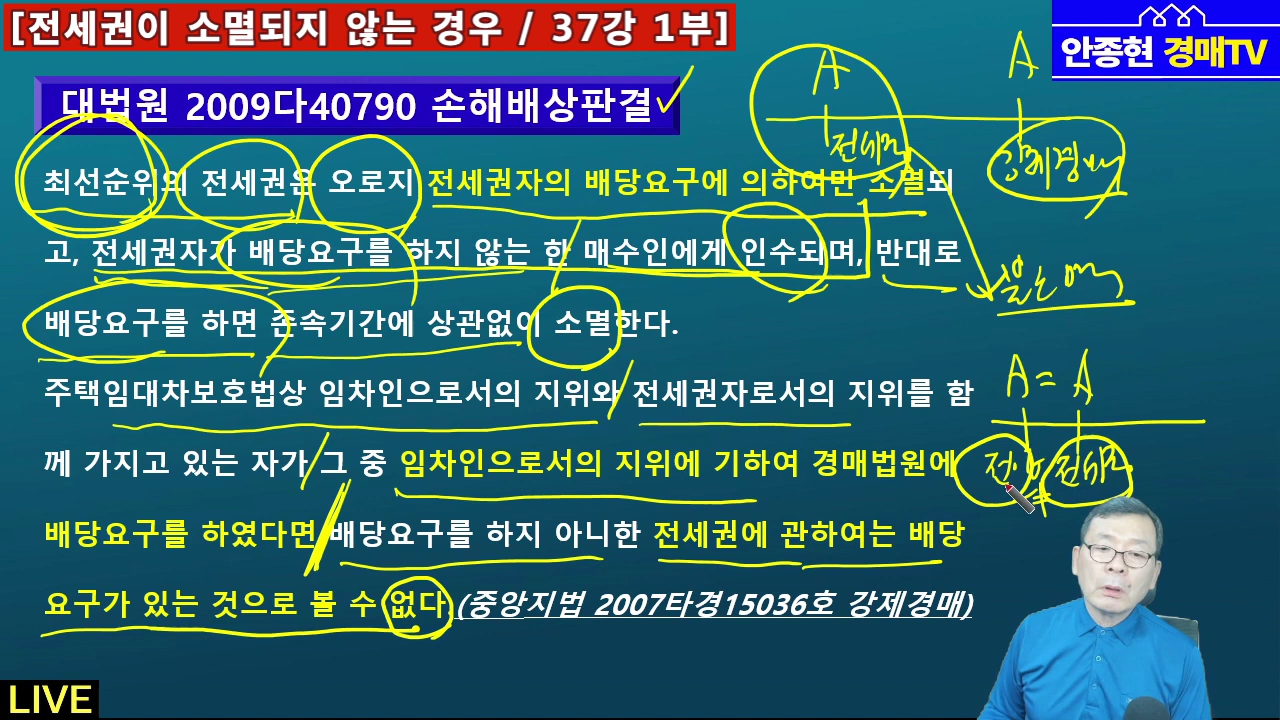 [전세권이 소멸되지 않는 경우 / 37강 1부]
안종현 경매TV
대법원 2009다40790 손해배상판결
최선순위의 전세권은 오로지 전세권자의 배당요구에 의하여만 소멸되
고, 전세권자가 배당요구를 하지 않는 한 매수인에게 인수되며, 반대로
배당요구를 하면 존속기간에 상관없이 소멸한다.
주택임대차보호법상 임차인으로서의 지위와 전세권자로서의 지위를 함
께 가지고 있는 자가 그 중 임차인으로서의 지위에 기하여 경매법원에
배당요구를 하였다면 배당요구를 하지 아니한 전세권에 관하여는 배당
요구가 있는 것으로 볼 수 없다. (중앙지법 2007타경15036호 강제경매)
A
A
전세권
강제경매
A = A
LIVE